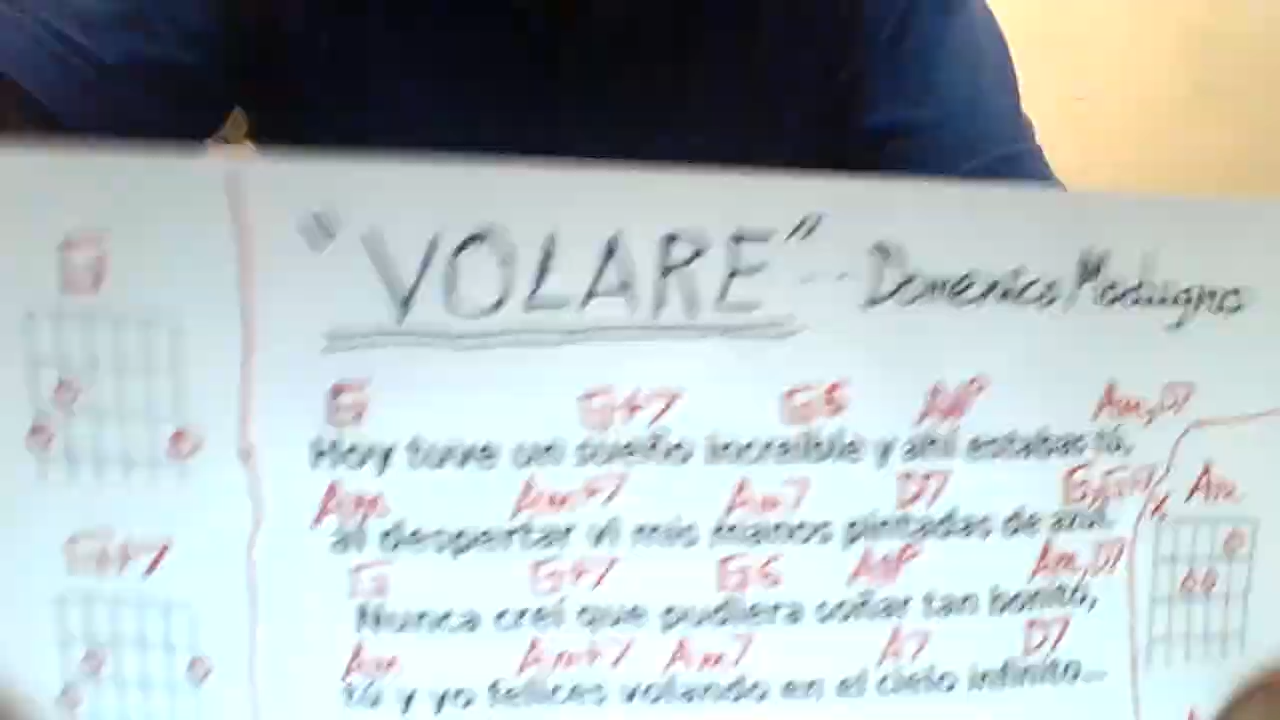 "VOLARE" -- Domenico Modugno
G
G G+7 G6 Am, D7
Hoy tuve un sueño increíble y ahí estabas tú,
Am Am+7 Am7 D7 Am
al despertar vi mis manos pintadas de azul.
G+7
G G+7 G6 Am, D7
Nunca creí que pudiera soñar tan bonito,
Am Am+7 Am7 A7 D7
tú y yo felices volando en el cielo infinito...